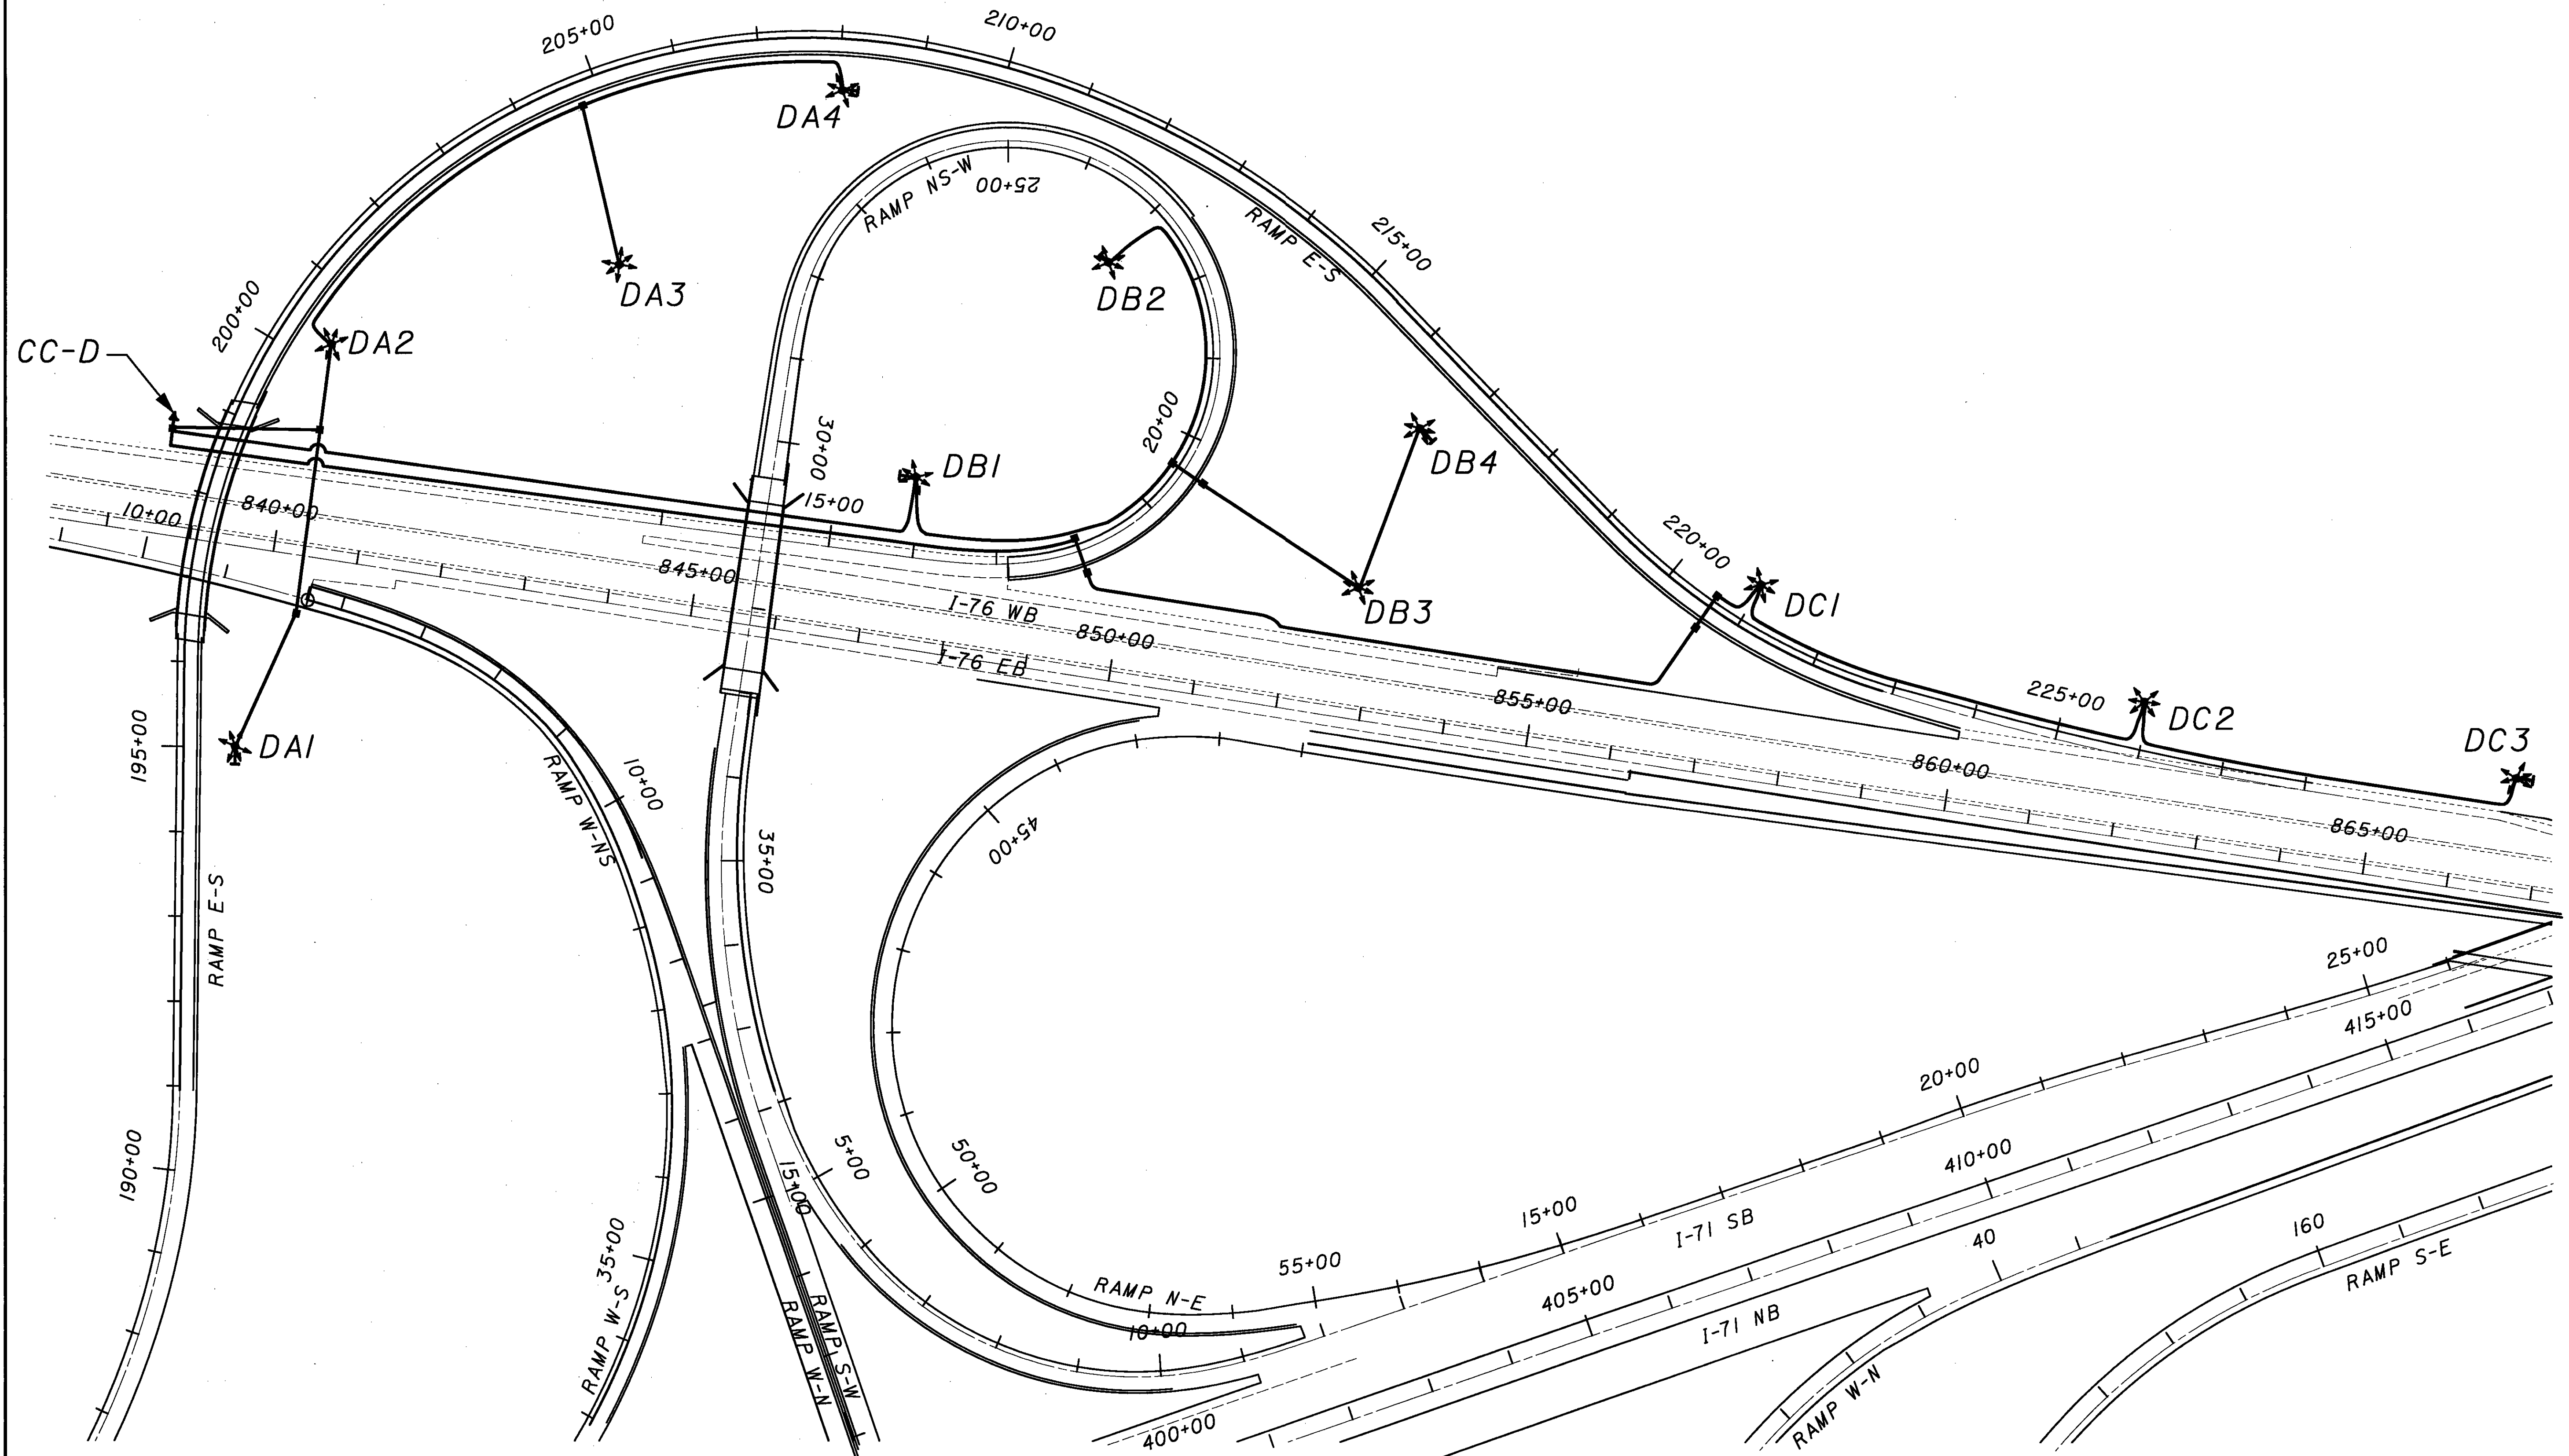 205+00
210+00
DA4
RAMP NS-W
25+00
RAMP E-S
215+00
DA3
DB2
200+00
DA2
CC-D
20+00
30+00
DB4
DB1
15+00
10+00
840+00
220+00
845+00
I-76 WB
850+00
DB3
DC1
I-76 EB
855+00
225+00
DC2
DC3
195+00
DA1
RAMP W-NS
10+00
860+00
865+00
35+00
45+00
RAMP E-S
25+00
415+00
20+00
190+00
5+00
15+00
50+00
410+00
15+00
I-71 SB
40
160
RAMP S-E
35+00
55+00
RAMP N-E
405+00
10+00
I-71 NB
RAMP W-S
RAMP W-N
RAMP S-W
RAMP W-N
400+00